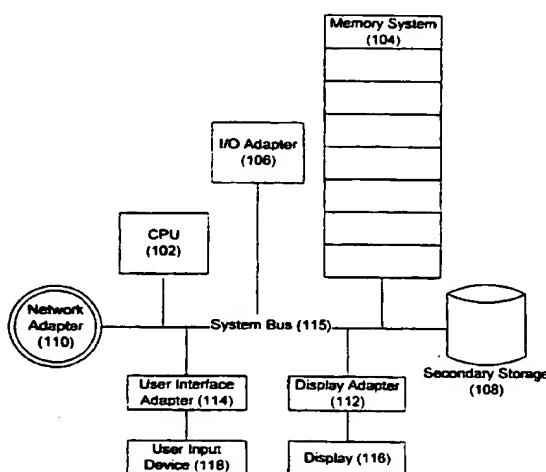 Memory System
(104)
I/O Adapter
(106)
CPU
(102)
Network
Adapter
(110)
System Bus (115)
Secondary Storage
(108)
User Interface
Adapter (114)
Display Adapter
(112)
User Input
Device (118)
Display (116)